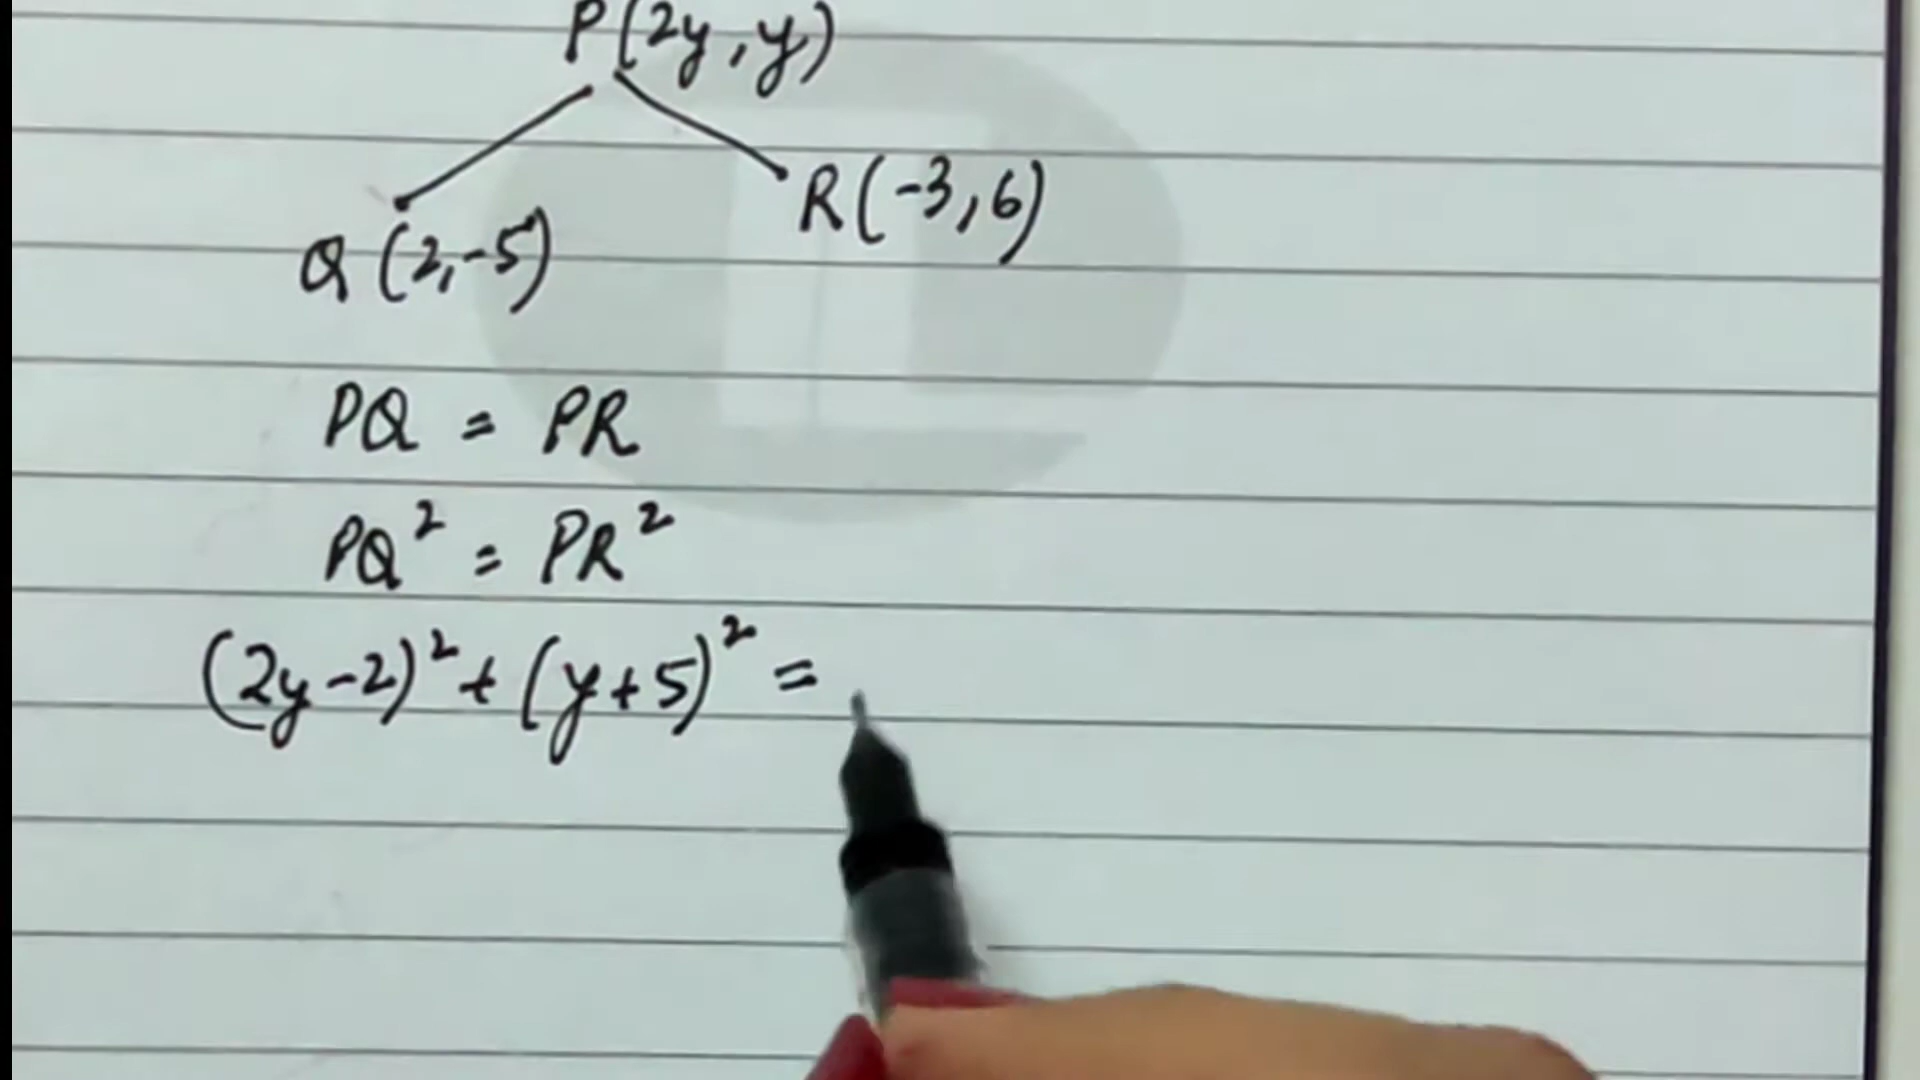 P(2y, y)
Q(2, -5)
R(-3, 6)
PQ = PR
PQ² = PR²
(2y-2)² + (y+5)² =